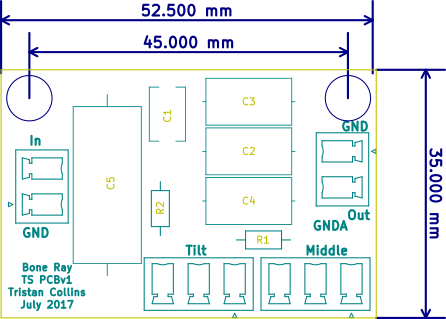 52.500 mm
45.000 mm
C1
C3
GND
In
C2
35.000 mm
C5
C4
R2
Out
GND
GNDA
R1
Tilt
Middle
Bone Ray
TS PCBv1
Tristan Collins
July 2017